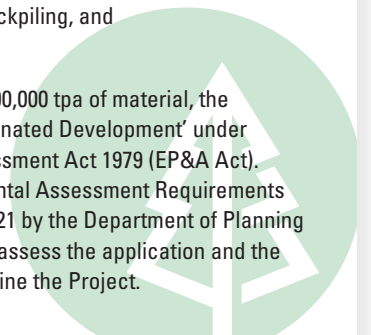 ckpiling, and
00,000 tpa of material, the
nated Development’ under
ssment Act 1979 (EP&A Act).
ntal Assessment Requirements
21 by the Department of Planning
assess the application and the
ine the Project.